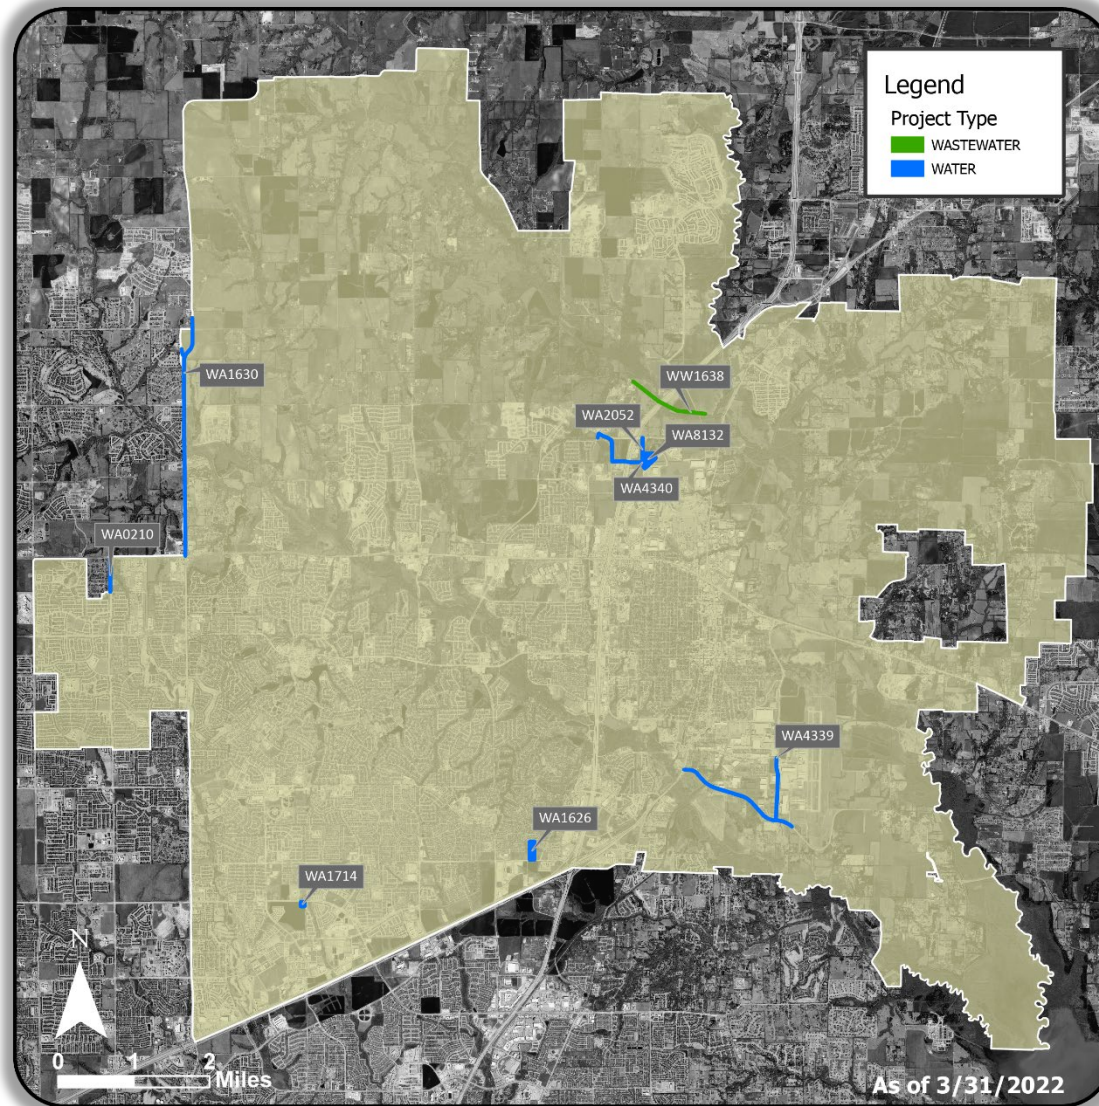 Legend
Project Type
WASTEWATER
WATER
WA1630
WW1638
WA2052
WA8132
WA4340
WA0210
WA4339
WA1626
WA1714
N
0 1 2
Miles
As of 3/31/2022